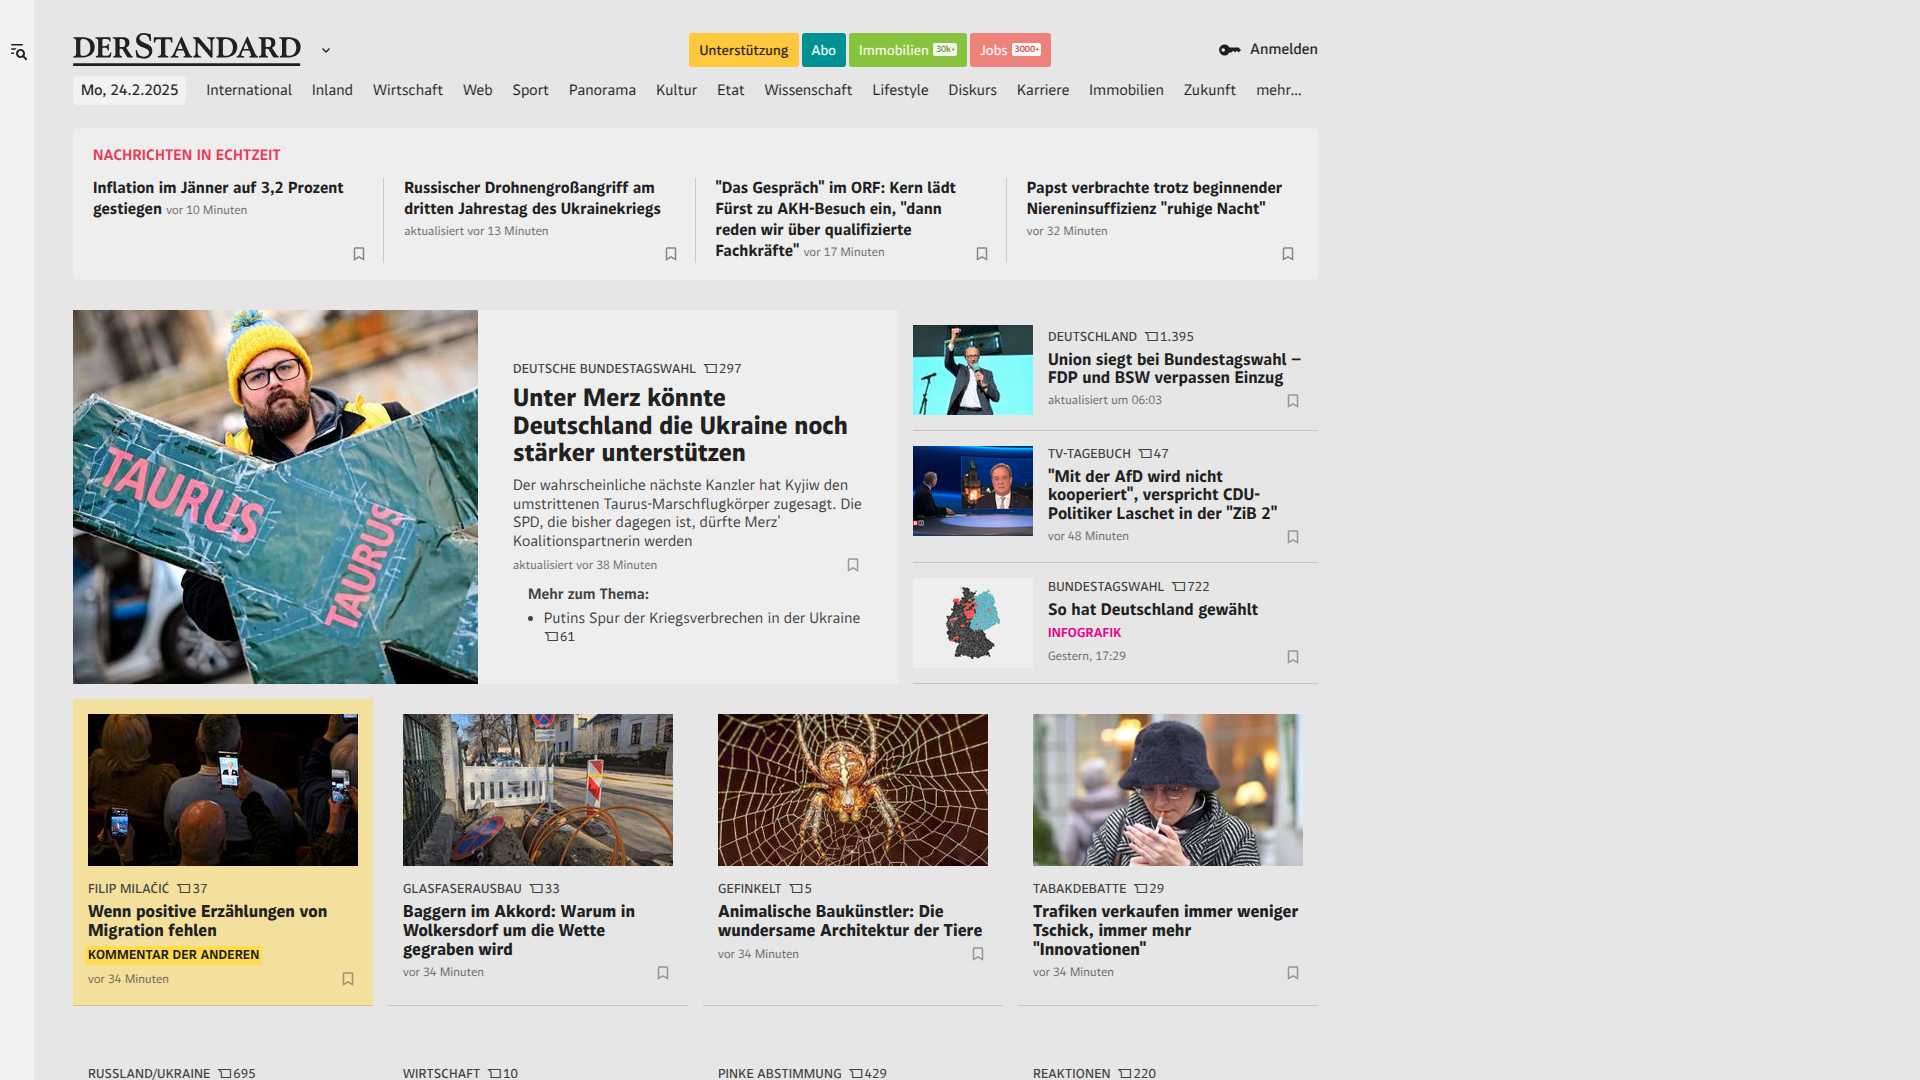 DERSTANDARD
Unterstützung
Abo
Immobilien 30k+
Jobs 3000+
Anmelden
Mo, 24.2.2025
International
Inland
Wirtschaft
Web
Sport
Panorama
Kultur
Etat
Wissenschaft
Lifestyle
Diskurs
Karriere
Immobilien
Zukunft
mehr...
NACHRICHTEN IN ECHTZEIT
Inflation im Jänner auf 3,2 Prozent
gestiegen vor 10 Minuten
Russischer Drohnengroßangriff am
dritten Jahrestag des Ukrainekriegs
aktualisiert vor 13 Minuten
"Das Gespräch" im ORF: Kern lädt
Fürst zu AKH-Besuch ein, "dann
reden wir über qualifizierte
Fachkräfte" vor 17 Minuten
Papst verbrachte trotz beginnender
Niereninsuffizienz "ruhige Nacht"
vor 32 Minuten
TAURUS
TAURUS
DEUTSCHE BUNDESTAGSWAHL 297
Unter Merz könnte
Deutschland die Ukraine noch
stärker unterstützen
Der wahrscheinliche nächste Kanzler hat Kyjiw den
umstrittenen Taurus-Marschflugkörper zugesagt. Die
SPD, die bisher dagegen ist, dürfte Merz'
Koalitionspartnerin werden
aktualisiert vor 38 Minuten
Mehr zum Thema:
• Putins Spur der Kriegsverbrechen in der Ukraine
61
DEUTSCHLAND 1.395
Union siegt bei Bundestagswahl –
FDP und BSW verpassen Einzug
aktualisiert um 06:03
TV-TAGEBUCH 47
"Mit der AfD wird nicht
kooperiert", verspricht CDU-
Politiker Laschet in der "ZiB 2"
vor 48 Minuten
BUNDESTAGSWAHL 722
So hat Deutschland gewählt
INFOGRAFIK
Gestern, 17:29
FILIP MILAČIĆ 37
Wenn positive Erzählungen von
Migration fehlen
KOMMENTAR DER ANDEREN
vor 34 Minuten
GLASFASERAUSBAU 33
Baggern im Akkord: Warum in
Wolkersdorf um die Wette
gegraben wird
vor 34 Minuten
GEFINKELT 5
Animalische Baukünstler: Die
wundersame Architektur der Tiere
vor 34 Minuten
TABAKDEBATTE 29
Trafiken verkaufen immer weniger
Tschick, immer mehr
"Innovationen"
vor 34 Minuten
RUSSLAND/UKRAINE 695
WIRTSCHAFT 10
PINKE ABSTIMMUNG 429
REAKTIONEN 220